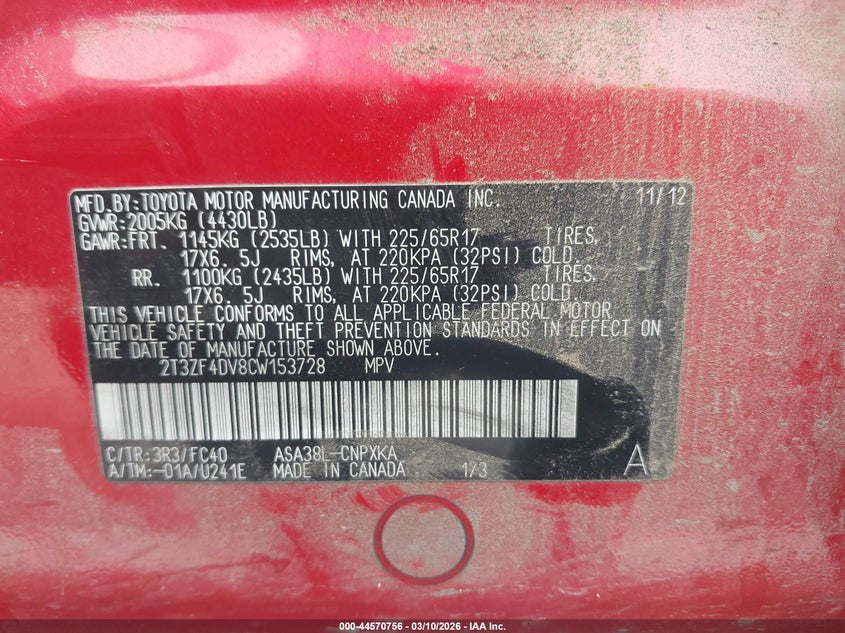 MFD.BY:TOYOTA MOTOR MANUFACTURING CANADA INC. 11/12
GVWR:2005KG (4430LB)
GAWR:FRT. 1145KG (2535LB) WITH 225/65R17 TIRES,
17X6.5J RIMS, AT 220KPA (32PSI) COLD.
RR. 1100KG (2435LB) WITH 225/65R17 TIRES,
17X6.5J RIMS, AT 220KPA (32PSI) COLD.
THIS VEHICLE CONFORMS TO ALL APPLICABLE FEDERAL MOTOR
VEHICLE SAFETY AND THEFT PREVENTION STANDARDS IN EFFECT ON
THE DATE OF MANUFACTURE SHOWN ABOVE.
2T3ZF4DV8CW153728 MPV
C/TR:3R3/FC40 ASA38L-CNPXKA
A/TM:-01A/U241E MADE IN CANADA 1/3 A
000-44570756 — 03/10/2026 — IAA Inc.